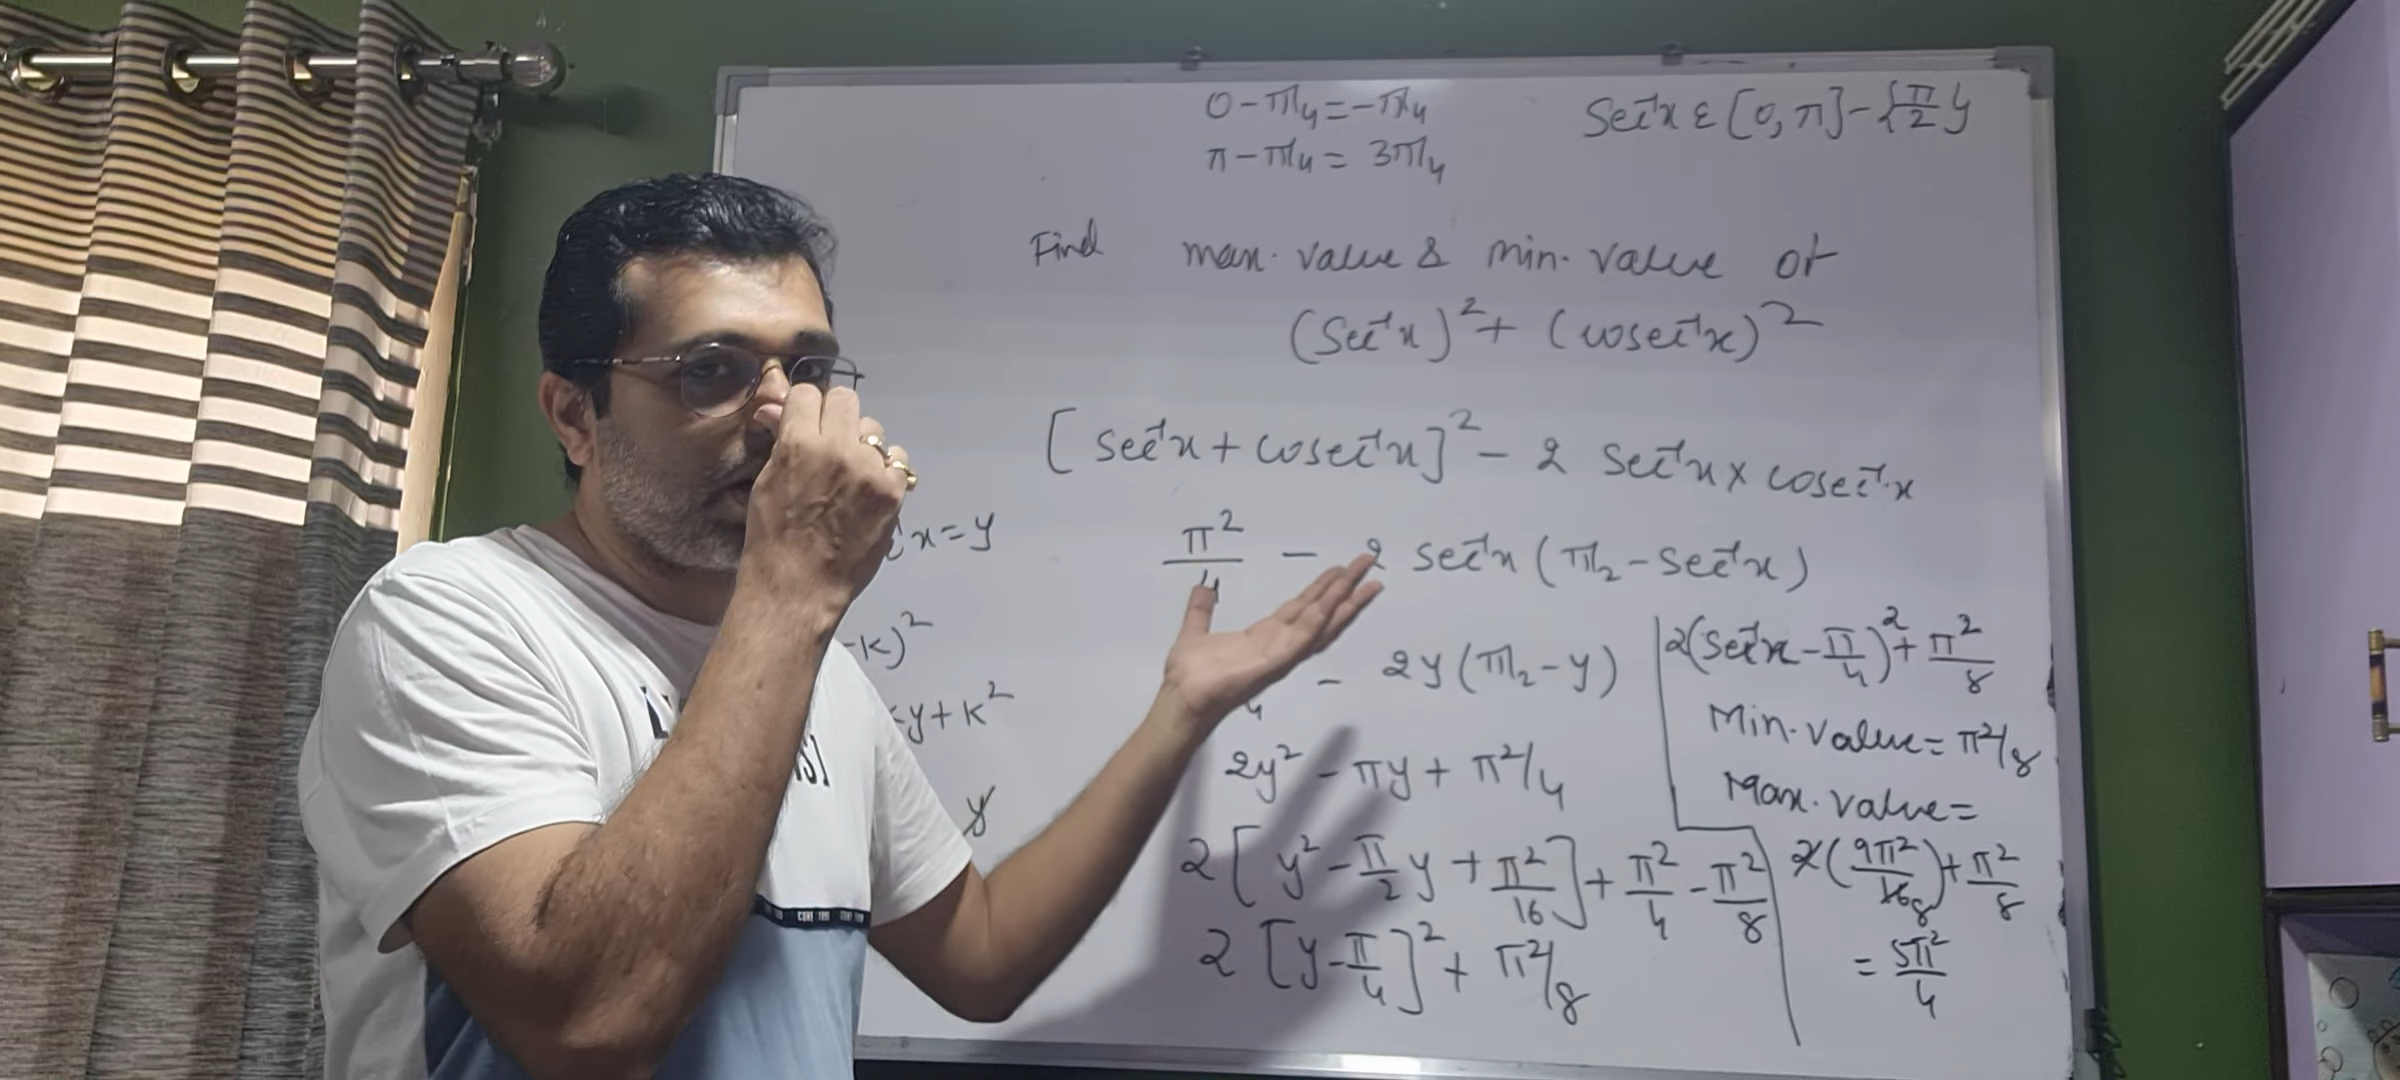 0 - π/4 = -π/4
π - π/4 = 3π/4
Sec⁻¹x ε [0, π] - {π/2}
Find max. value & min. value of
(Sec⁻¹x)² + (cosec⁻¹x)²
[sec⁻¹x + cosec⁻¹x]² - 2 sec⁻¹x × cosec⁻¹x
x = y
π²/4 - 2 sec⁻¹x (π/2 - sec⁻¹x)
-k)²
4 - 2y (π/2 - y)
y + k²
2y² - πy + π²/4
2[y² - π/2 y + π²/16] + π²/4 - π²/8
2[y - π/4]² + π²/8
2(sec⁻¹x - π/4)² + π²/8
Min. value = π²/8
Max. value =
2(9π²/16 8) + π²/8
= 5π²/4